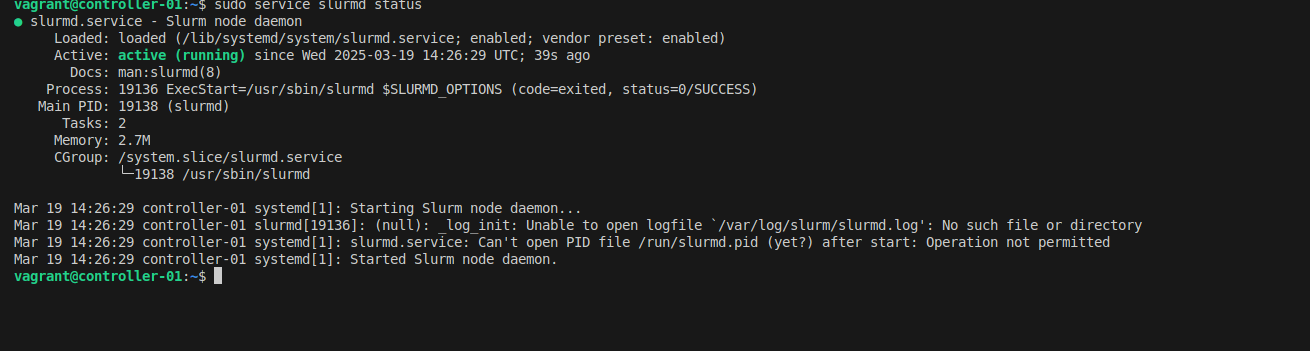 vagrant@controller-01:~$ sudo service slurmd status
● slurmd.service - Slurm node daemon
     Loaded: loaded (/lib/systemd/system/slurmd.service; enabled; vendor preset: enabled)
     Active: active (running) since Wed 2025-03-19 14:26:29 UTC; 39s ago
       Docs: man:slurmd(8)
    Process: 19136 ExecStart=/usr/sbin/slurmd $SLURMD_OPTIONS (code=exited, status=0/SUCCESS)
   Main PID: 19138 (slurmd)
      Tasks: 2
     Memory: 2.7M
     CGroup: /system.slice/slurmd.service
             └─19138 /usr/sbin/slurmd
Mar 19 14:26:29 controller-01 systemd[1]: Starting Slurm node daemon...
Mar 19 14:26:29 controller-01 slurmd[19136]: (null): _log_init: Unable to open logfile `/var/log/slurm/slurmd.log': No such file or directory
Mar 19 14:26:29 controller-01 systemd[1]: slurmd.service: Can't open PID file /run/slurmd.pid (yet?) after start: Operation not permitted
Mar 19 14:26:29 controller-01 systemd[1]: Started Slurm node daemon.
vagrant@controller-01:~$